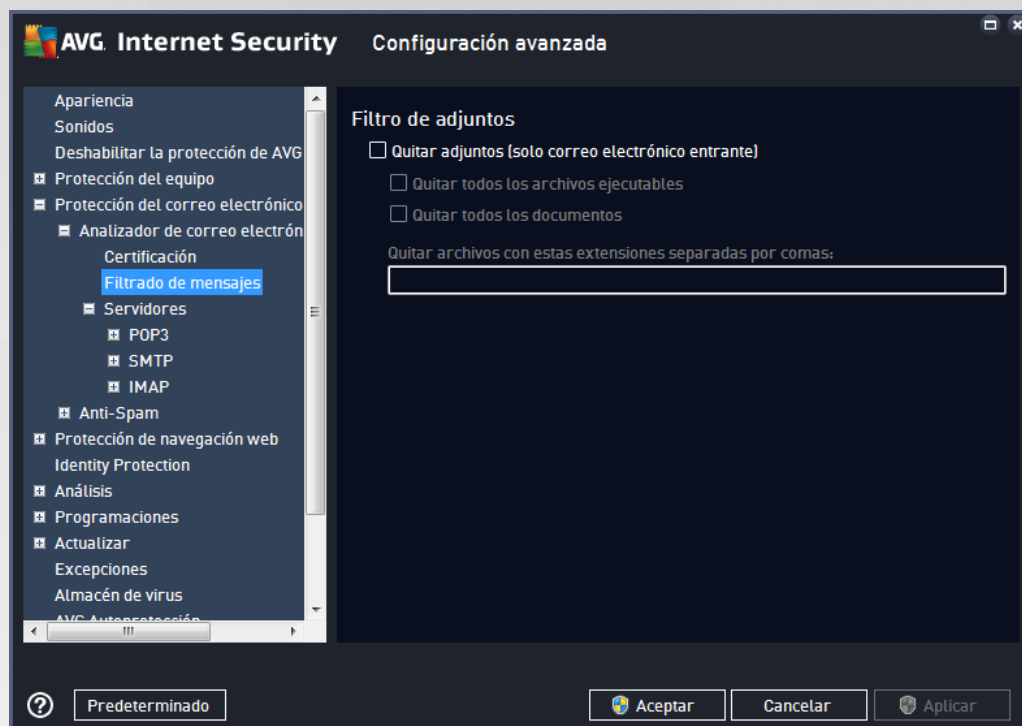 AVG. Internet Security Configuración avanzada
Apariencia
Sonidos
Deshabilitar la protección de AVG
Protección del equipo
Protección del correo electrónico
Analizador de correo electrón
Certificación
Filtrado de mensajes
Servidores
POP3
SMTP
IMAP
Anti-Spam
Protección de navegación web
Identity Protection
Análisis
Programaciones
Actualizar
Excepciones
Almacén de virus
AVG Autoprotección
Filtro de adjuntos
Quitar adjuntos (solo correo electrónico entrante)
Quitar todos los archivos ejecutables
Quitar todos los documentos
Quitar archivos con estas extensiones separadas por comas:
Predeterminado
Aceptar
Cancelar
Aplicar